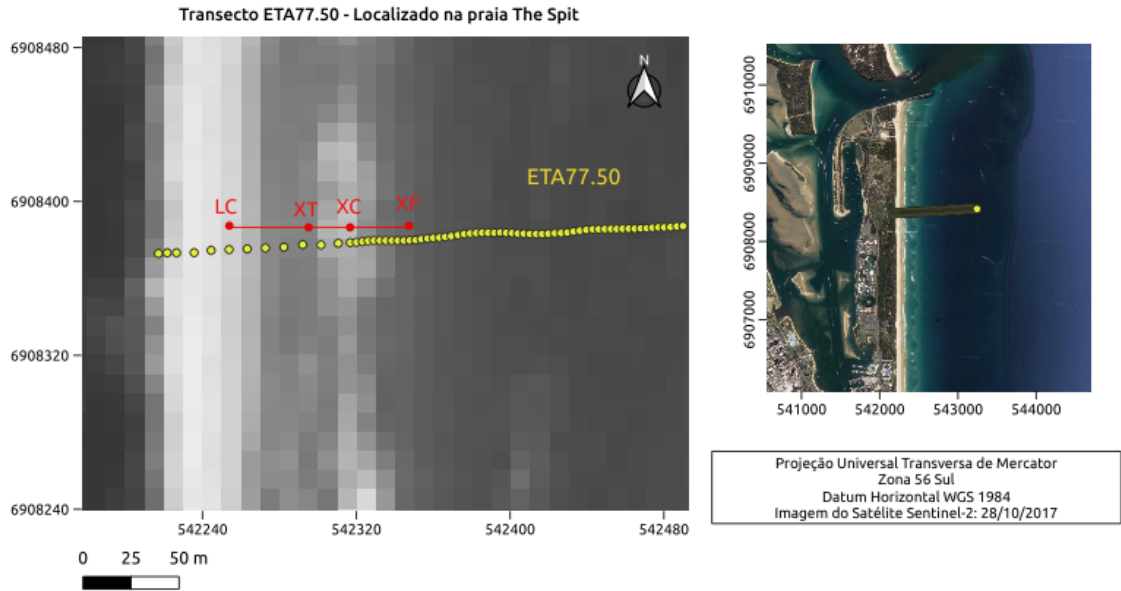 Transecto ETA77.50 - Localizado na praia The Spit
6908480
N
ETA77.50
6908400
LC
XT
XC
XF
6908320
6908240
542240
542320
542400
542480
0 25 50 m
6910000
6909000
6908000
6907000
541000
542000
543000
544000
Projeção Universal Transversa de Mercator
Zona 56 Sul
Datum Horizontal WGS 1984
Imagem do Satélite Sentinel-2: 28/10/2017